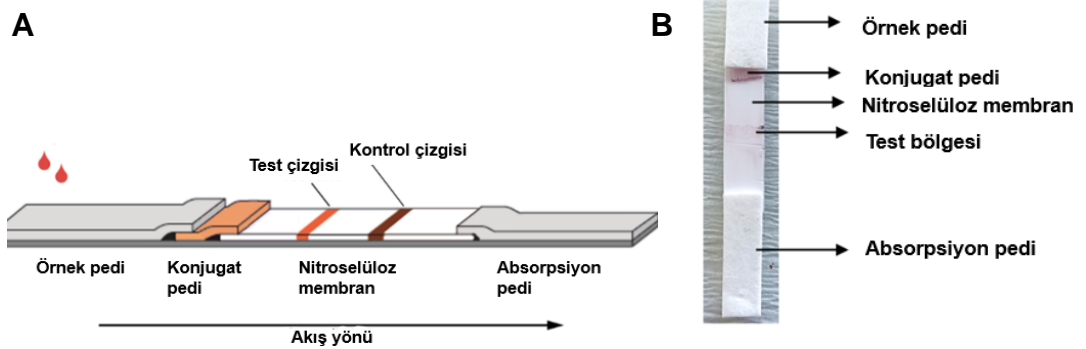 A
Test çizgisi
Kontrol çizgisi
Örnek pedi
Konjugat
pedi
Nitroselüloz
membran
Absorpsiyon
pedi
Akış yönü
B
Örnek pedi
Konjugat pedi
Nitroselüloz membran
Test bölgesi
Absorpsiyon pedi